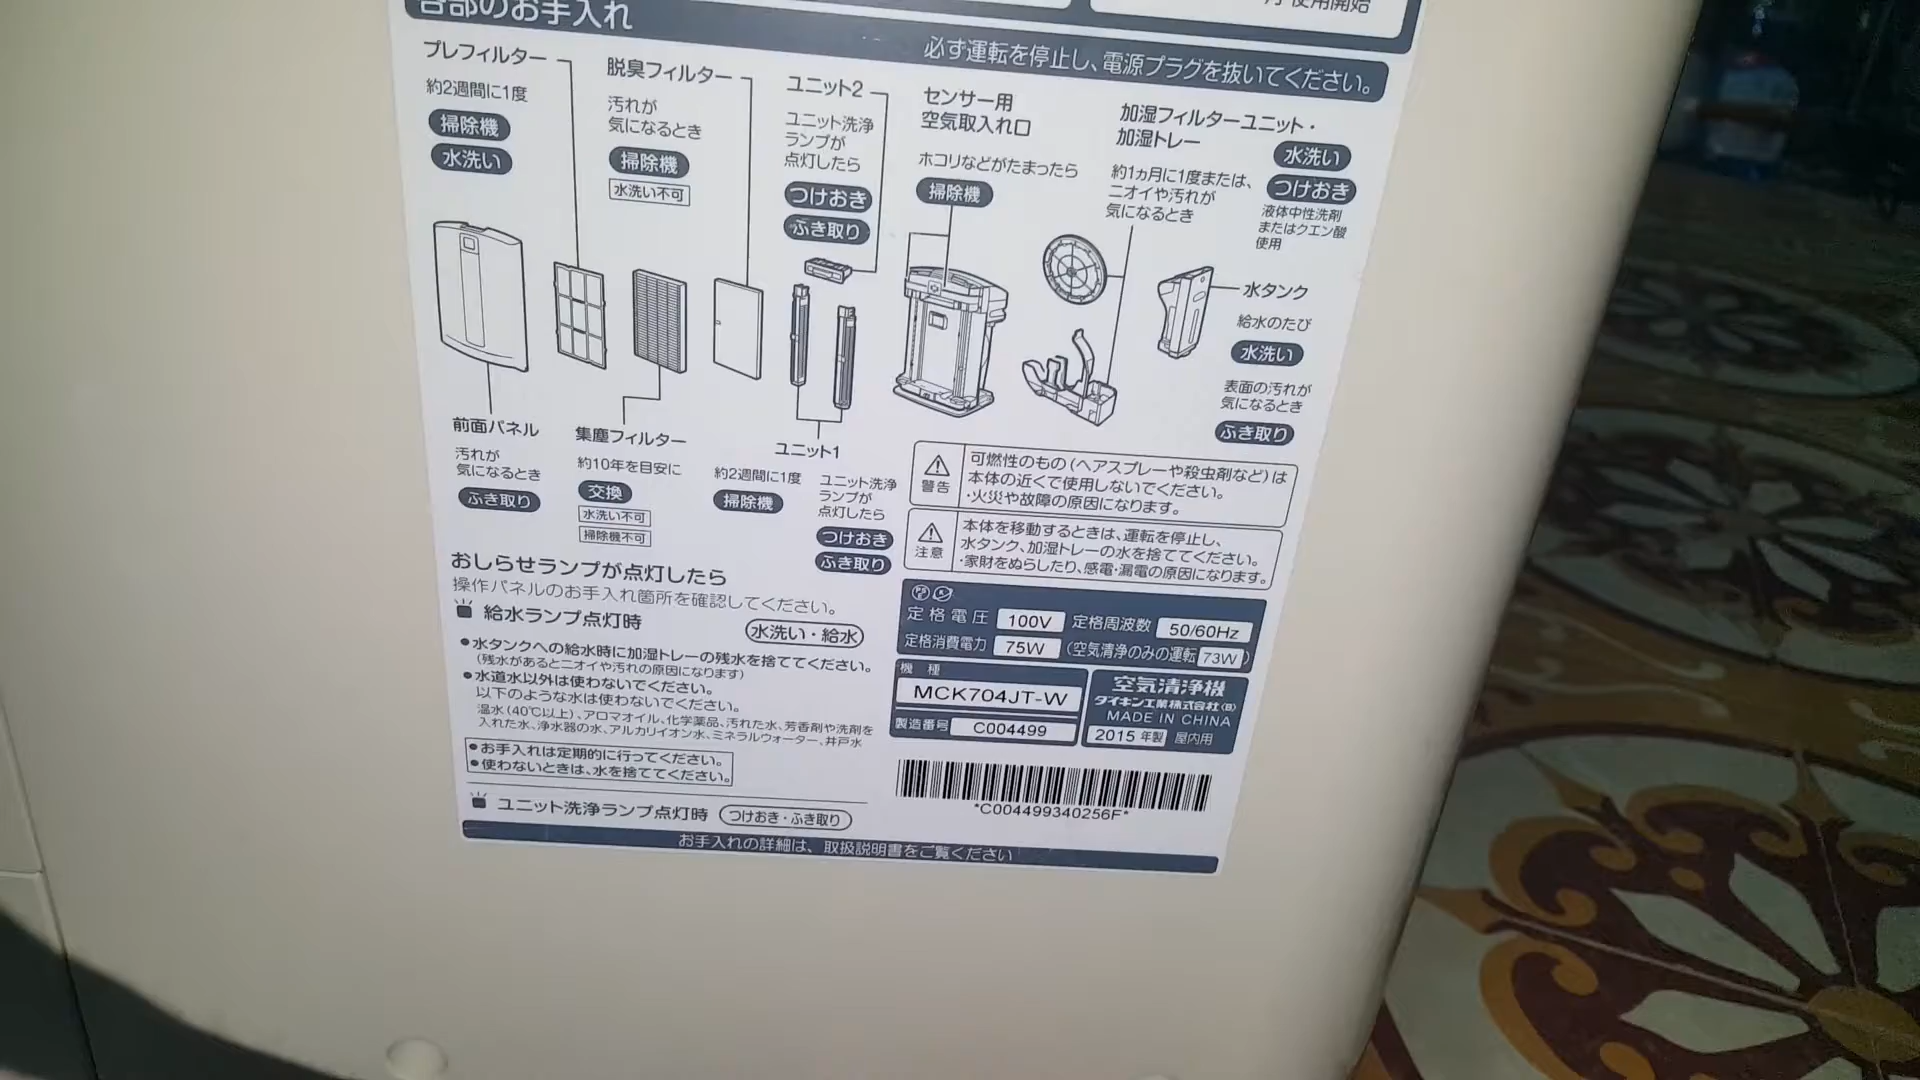 各部のお手入れ
月 使用開始
必ず運転を停止し、電源プラグを抜いてください。
プレフィルター
約2週間に1度
掃除機
水洗い
脱臭フィルター
汚れが
気になるとき
掃除機
水洗い不可
ユニット2
ユニット洗浄
ランプが
点灯したら
つけおき
ふき取り
センサー用
空気取入れ口
ホコリなどがたまったら
掃除機
加湿フィルターユニット・
加湿トレー
約1ヵ月に1度または、
ニオイや汚れが
気になるとき
水洗い
つけおき
液体中性洗剤
またはクエン酸
使用
水タンク
給水のたび
水洗い
表面の汚れが
気になるとき
ふき取り
前面パネル
汚れが
気になるとき
ふき取り
集塵フィルター
約10年を目安に
交換
水洗い不可
掃除機不可
ユニット1
約2週間に1度
掃除機
ユニット洗浄
ランプが
点灯したら
つけおき
ふき取り
警告
可燃性のもの(ヘアスプレーや殺虫剤など)は
本体の近くで使用しないでください。
・火災や故障の原因になります。
注意
本体を移動するときは、運転を停止し、
水タンク、加湿トレーの水を捨ててください。
・家財をぬらしたり、感電・漏電の原因になります。
おしらせランプが点灯したら
操作パネルのお手入れ箇所を確認してください。
給水ランプ点灯時
水洗い・給水
●水タンクへの給水時に加湿トレーの残水を捨ててください。
(残水があるとニオイや汚れの原因になります)
●水道水以外は使わないでください。
以下のような水は使わないでください。
温水(40℃以上)、アロマオイル、化学薬品、汚れた水、芳香剤や洗剤を
入れた水、浄水器の水、アルカリイオン水、ミネラルウォーター、井戸水
●お手入れは定期的に行ってください。
●使わないときは、水を捨ててください。
ユニット洗浄ランプ点灯時
つけおき・ふき取り
定格電圧 100V 定格周波数 50/60Hz
定格消費電力 75W (空気清浄のみの運転 73W)
機種
MCK704JT-W
製造番号 C004499
空気清浄機
ダイキン工業株式会社(B)
MADE IN CHINA
2015年製 屋内用
*C004499340256F*
お手入れの詳細は、取扱説明書をご覧ください